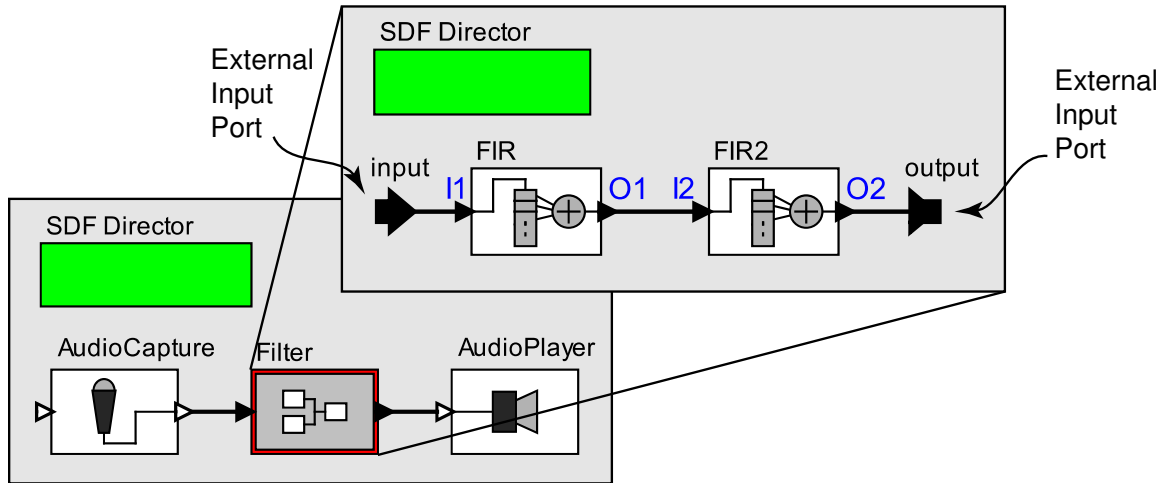 SDF Director
External
Input
Port
External
Input
Port
input
I1
FIR
O1
I2
FIR2
O2
output
SDF Director
AudioCapture
Filter
AudioPlayer